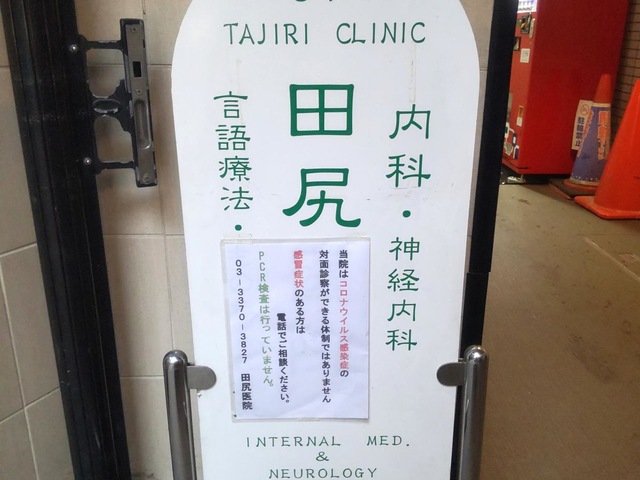 TAJIRI CLINIC
内科・神経内科
田尻
言語療法・
当院はコロナウイルス感染症の
対面診察ができる体制ではありません
感冒症状のある方は
電話でご相談ください。
PCR検査は行っていません。
03-3370-3827 田尻医院
INTERNAL MED.
&
NEUROLOGY
駐車禁止